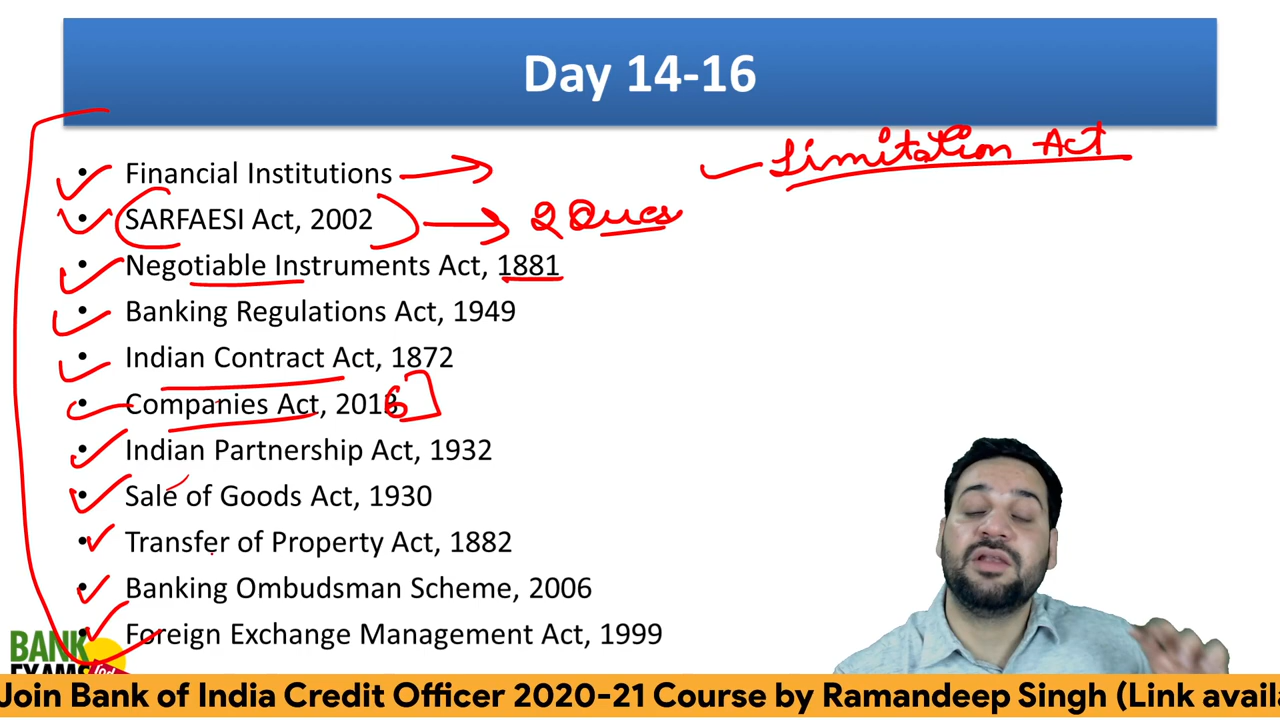 Day 14-16
Limitation Act
• Financial Institutions
• SARFAESI Act, 2002 2 Ques
• Negotiable Instruments Act, 1881
• Banking Regulations Act, 1949
• Indian Contract Act, 1872
• Companies Act, 2013 6
• Indian Partnership Act, 1932
• Sale of Goods Act, 1930
• Transfer of Property Act, 1882
• Banking Ombudsman Scheme, 2006
• Foreign Exchange Management Act, 1999
BANK
EXAMS
Join Bank of India Credit Officer 2020-21 Course by Ramandeep Singh (Link avail